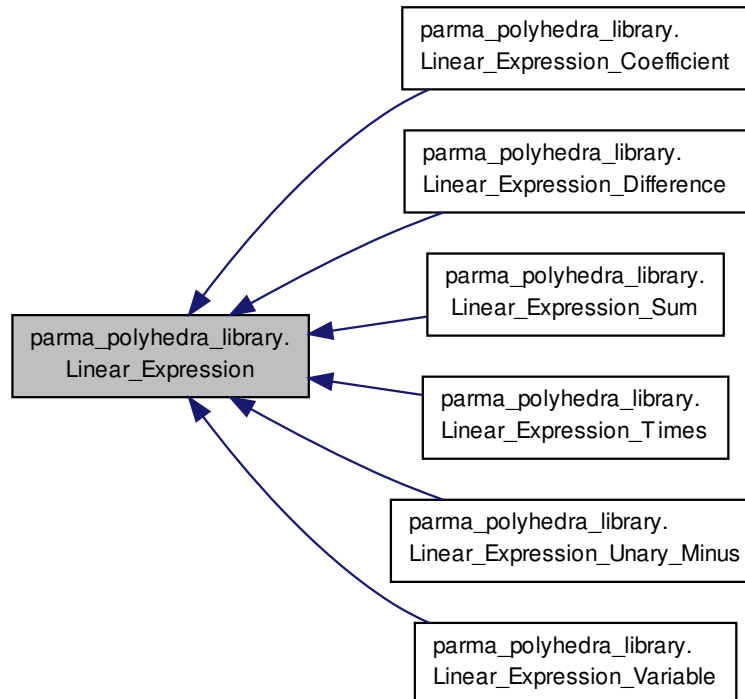 parma_polyhedra_library.
Linear_Expression_Coefficient
parma_polyhedra_library.
Linear_Expression_Difference
parma_polyhedra_library.
Linear_Expression_Sum
parma_polyhedra_library.
Linear_Expression
parma_polyhedra_library.
Linear_Expression_Times
parma_polyhedra_library.
Linear_Expression_Unary_Minus
parma_polyhedra_library.
Linear_Expression_Variable